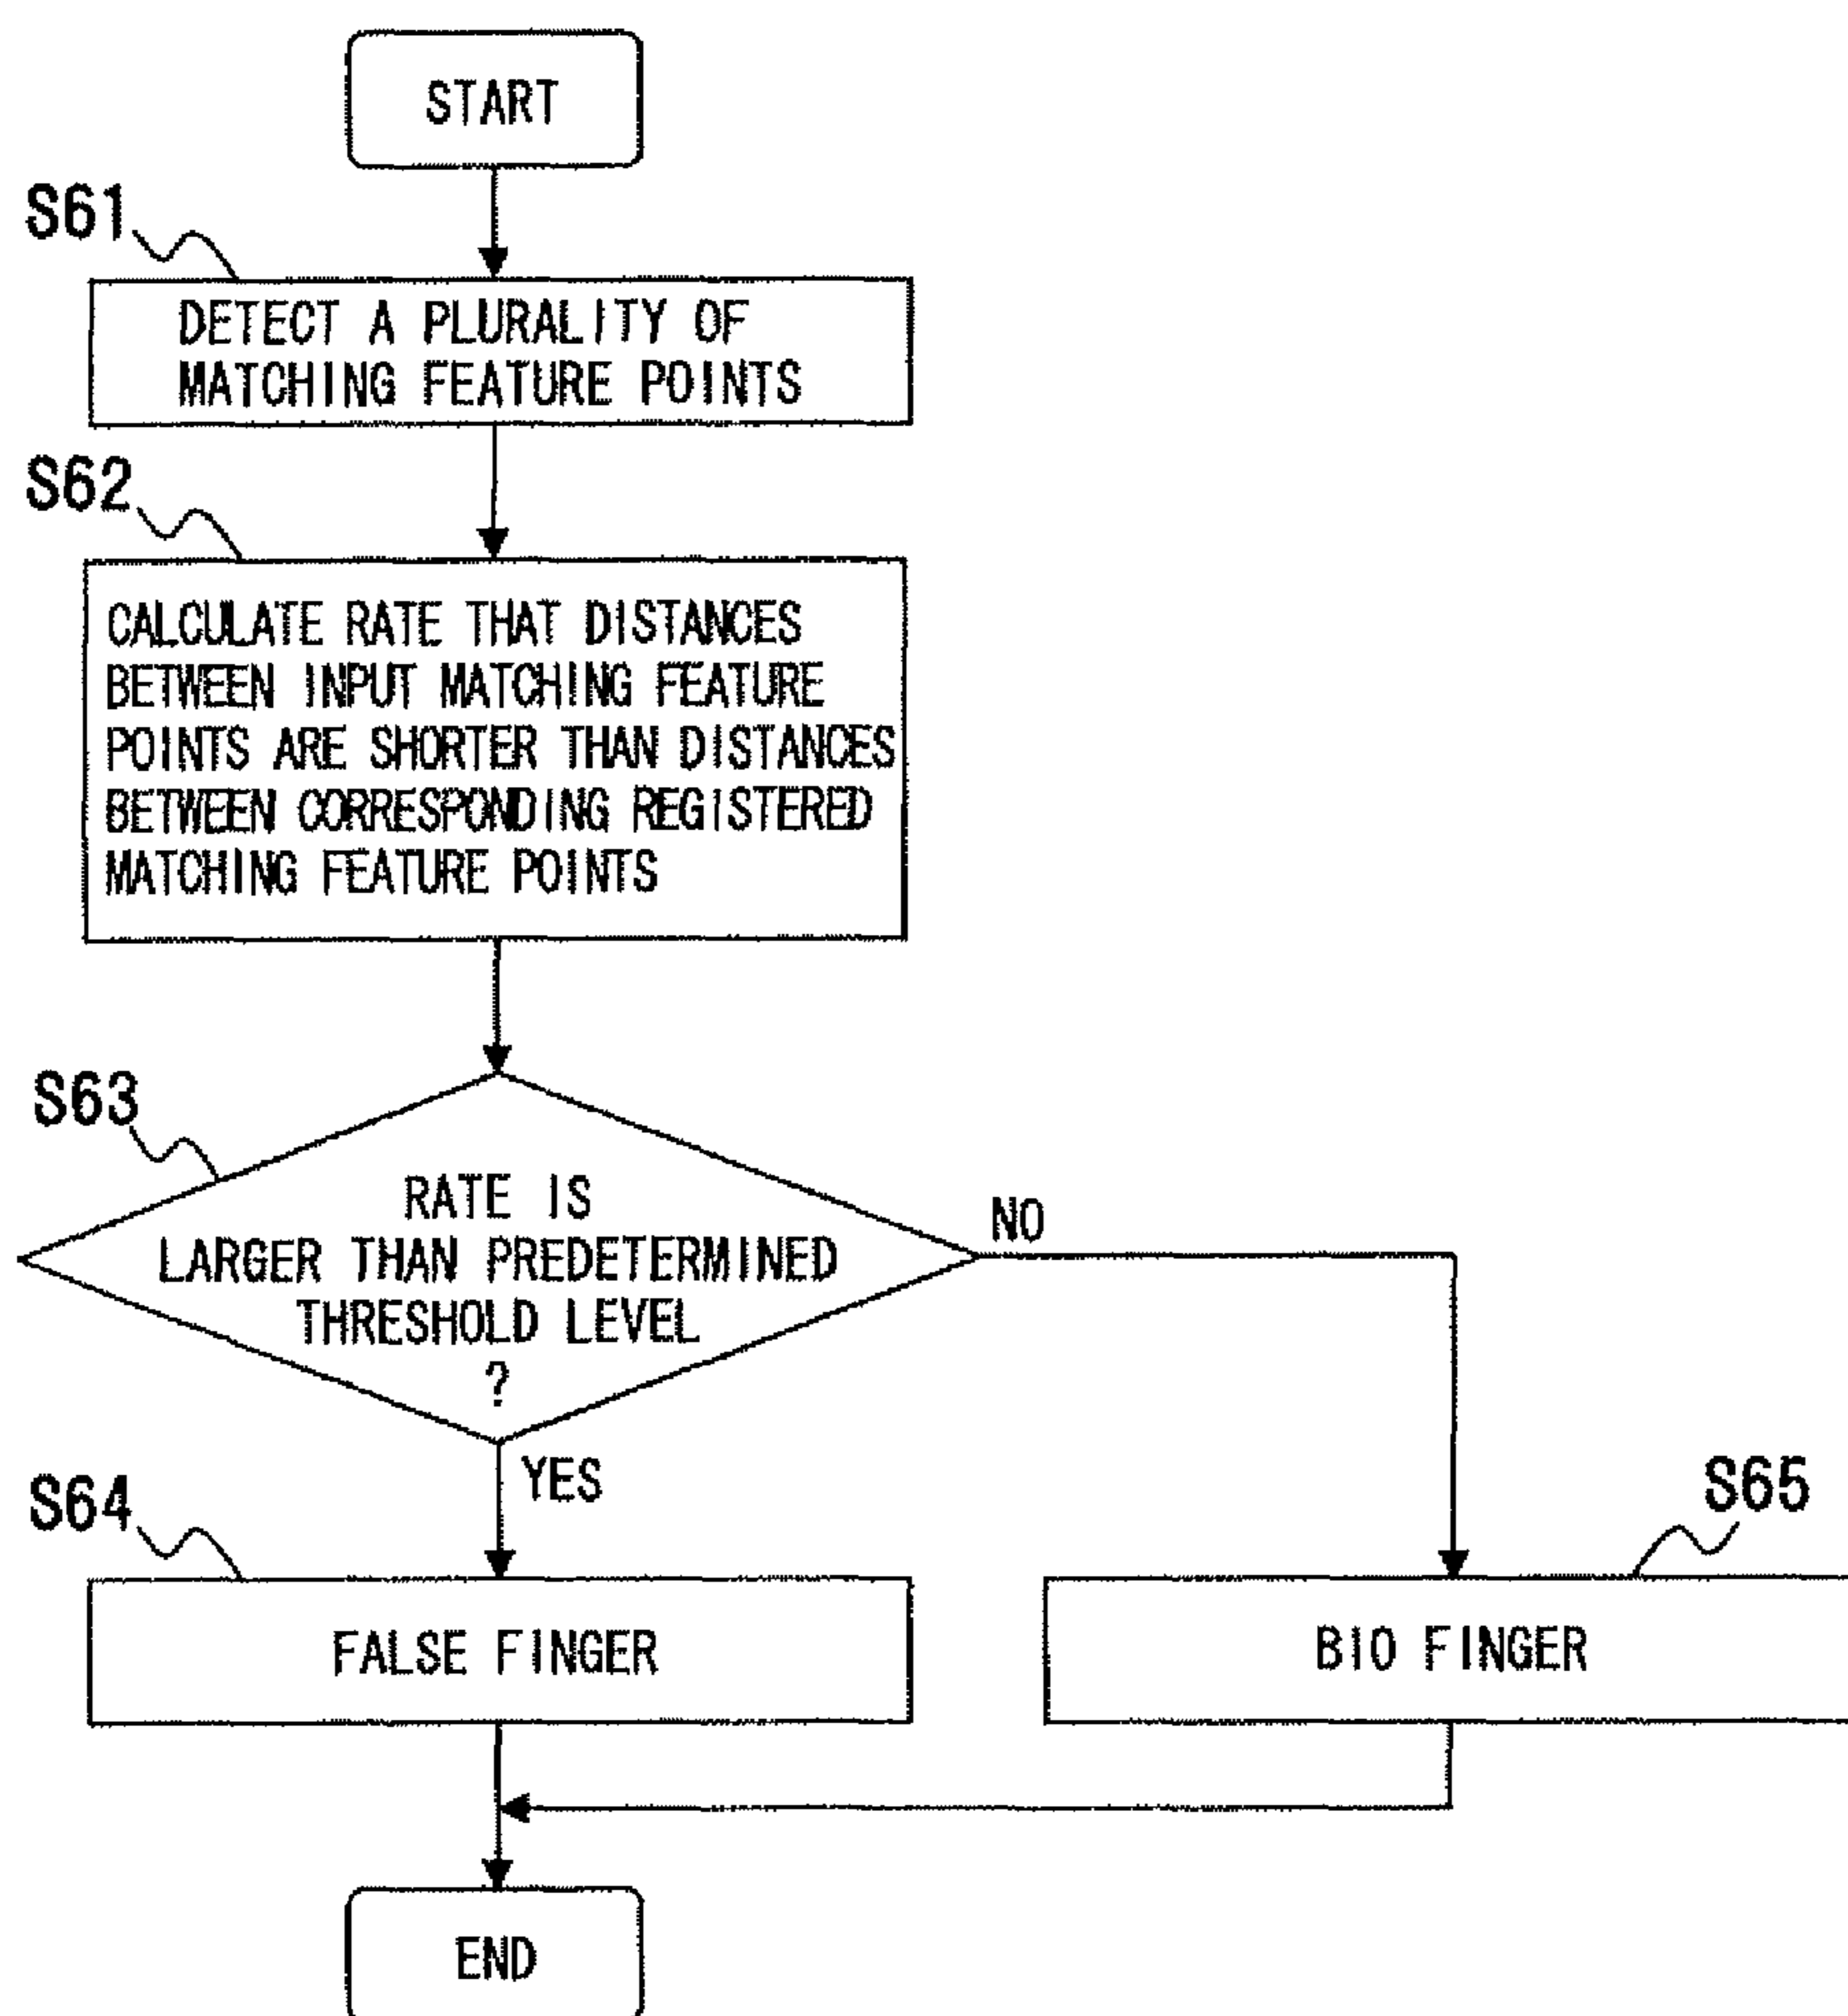 START
S61
DETECT A PLURALITY OF
MATCHING FEATURE POINTS
S62
CALCULATE RATE THAT DISTANCES
BETWEEN INPUT MATCHING FEATURE
POINTS ARE SHORTER THAN DISTANCES
BETWEEN CORRESPONDING REGISTERED
MATCHING FEATURE POINTS
S63
RATE IS
LARGER THAN PREDETERMINED
THRESHOLD LEVEL
?
NO
YES
S64
FALSE FINGER
S65
BIO FINGER
END